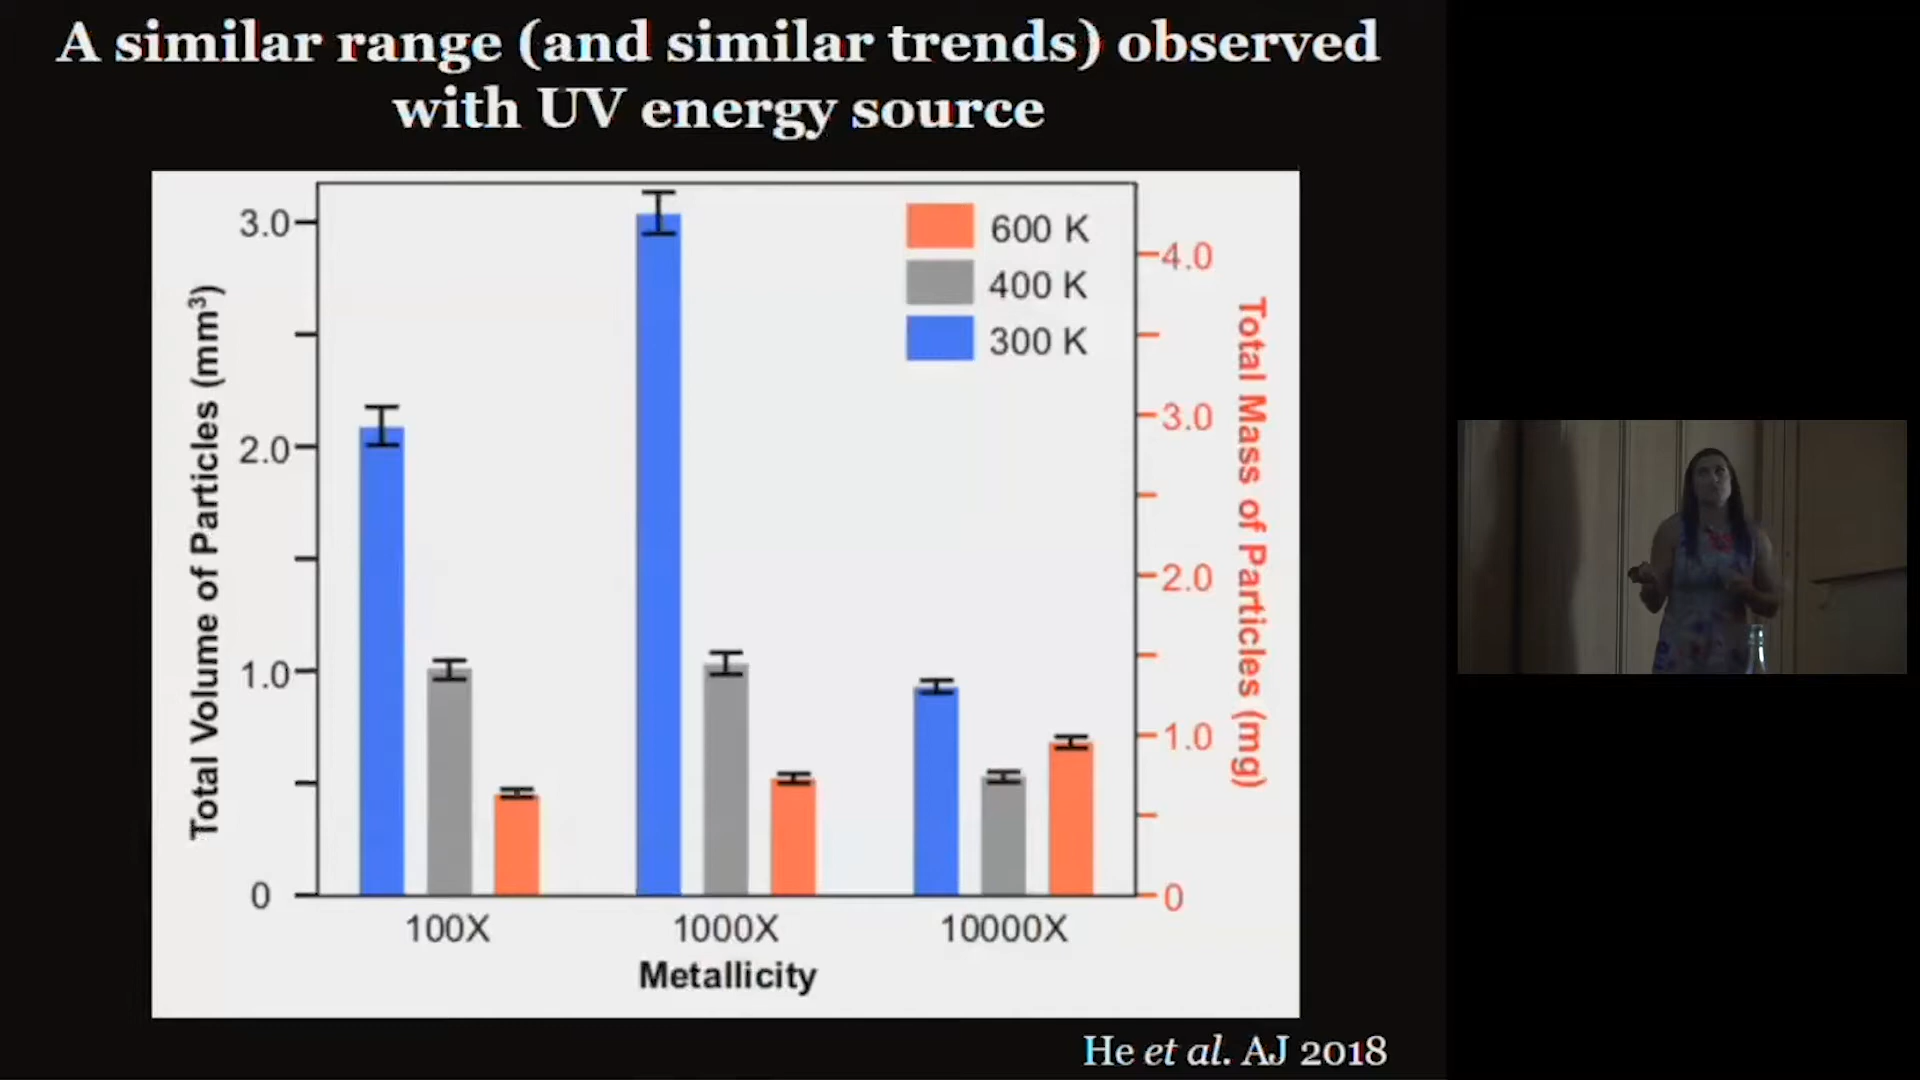 A similar range (and similar trends) observed
with UV energy source
Total Volume of Particles (mm³)
3.0
2.0
1.0
0
600 K
400 K
300 K
4.0
3.0
2.0
1.0
0
Total Mass of Particles (mg)
100X 1000X 10000X
Metallicity
He et al. AJ 2018